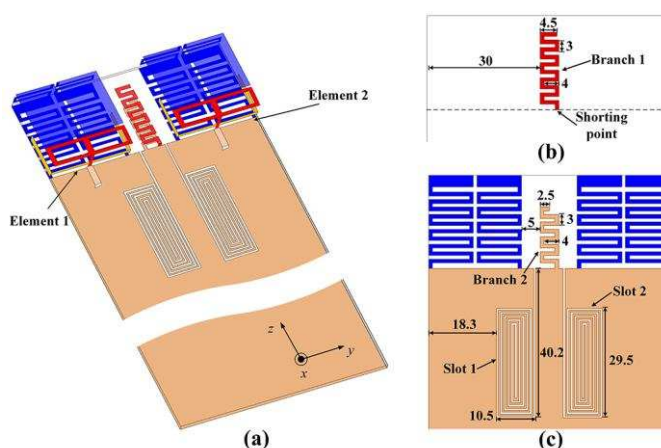 Element 2
Element 1
z
y
x
(a)
4.5
3
30
Branch 1
4
Shorting
point
(b)
2.5
3
5
4
Branch 2
Slot 2
18.3
40.2
29.5
Slot 1
10.5
(c)